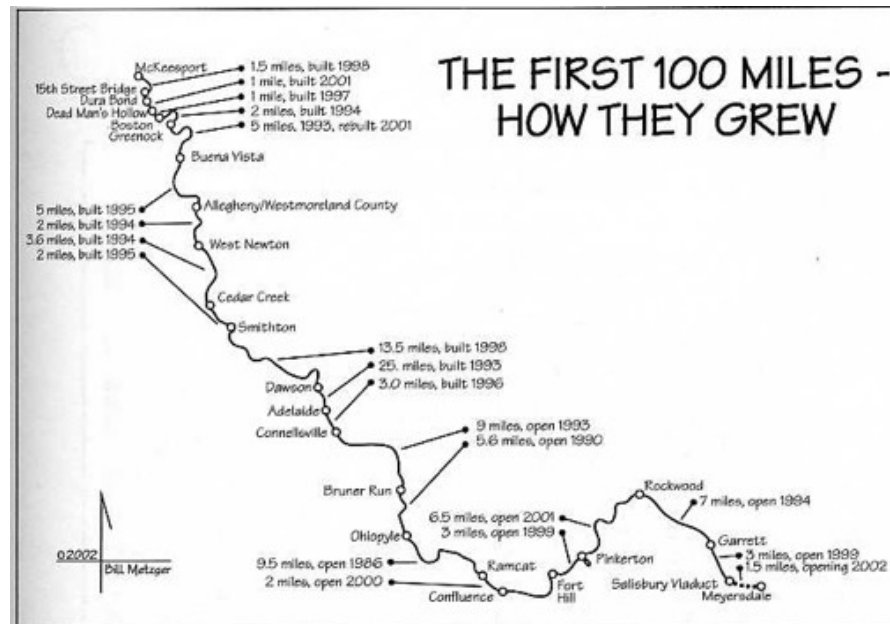 THE FIRST 100 MILES -
HOW THEY GREW
McKeesport
15th Street Bridge
Dura Bond
Dead Man's Hollow
Boston
Greenock
1.5 miles, built 1998
1 mile, built 2001
1 mile, built 1997
2 miles, built 1994
5 miles, 1993, rebuilt 2001
Buena Vista
5 miles, built 1995
2 miles, built 1994
3.6 miles, built 1994
2 miles, built 1995
Allegheny/Westmoreland County
West Newton
Cedar Creek
Smithton
13.5 miles, built 1998
25. miles, built 1993
3.0 miles, built 1996
Dawson
Adelaide
Connellsville
9 miles, open 1993
5.6 miles, open 1990
Bruner Run
Ohiopyle
9.5 miles, open 1986
2 miles, open 2000
Ramcat
Confluence
6.5 miles, open 2001
3 miles, open 1999
Fort
Hill
Pinkerton
Rockwood
7 miles, open 1994
Garrett
3 miles, open 1999
1.5 miles, opening 2002
Salisbury Viaduct
Meyersdale
©2002
Bill Metzger